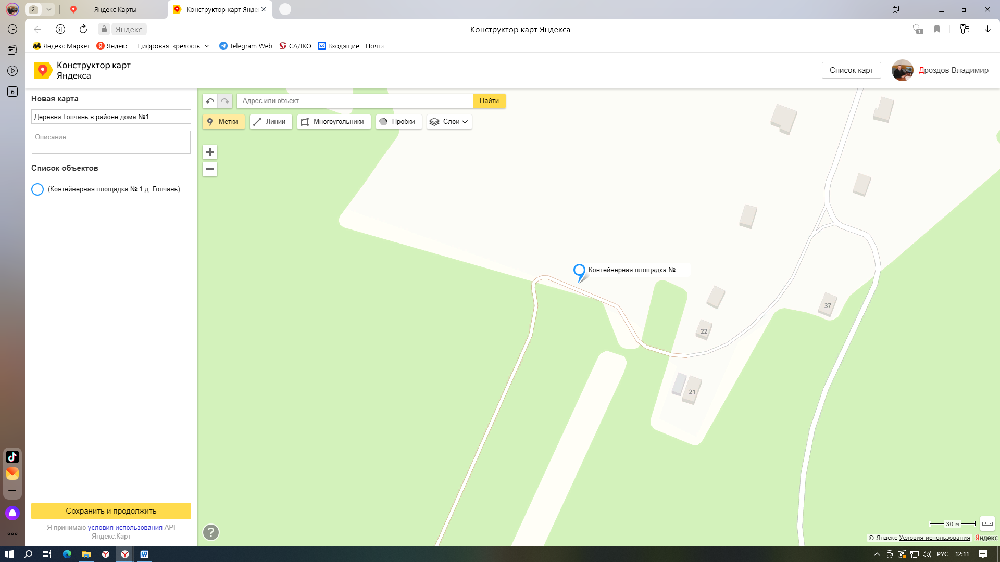 2
Яндекс Карты
Конструктор карт Янде
Яндекс
Конструктор карт Яндекса
1
Яндекс Маркет
Яндекс
Цифровая зрелость
Telegram Web
САДКО
Входящие - Почта
Конструктор карт
Яндекса
Список карт
Дроздов Владимир
6
Новая карта
Деревня Голчань в районе дома №1
Описание
Список объектов
(Контейнерная площадка № 1 д. Голчань) ...
Адрес или объект
Найти
Метки
Линии
Многоугольники
Пробки
Слои
Контейнерная площадка № ...
37
22
21
Сохранить и продолжить
Я принимаю условия использования API
Яндекс.Карт
?
30 м
© Яндекс Условия использования Яндекс
РУС
12:11